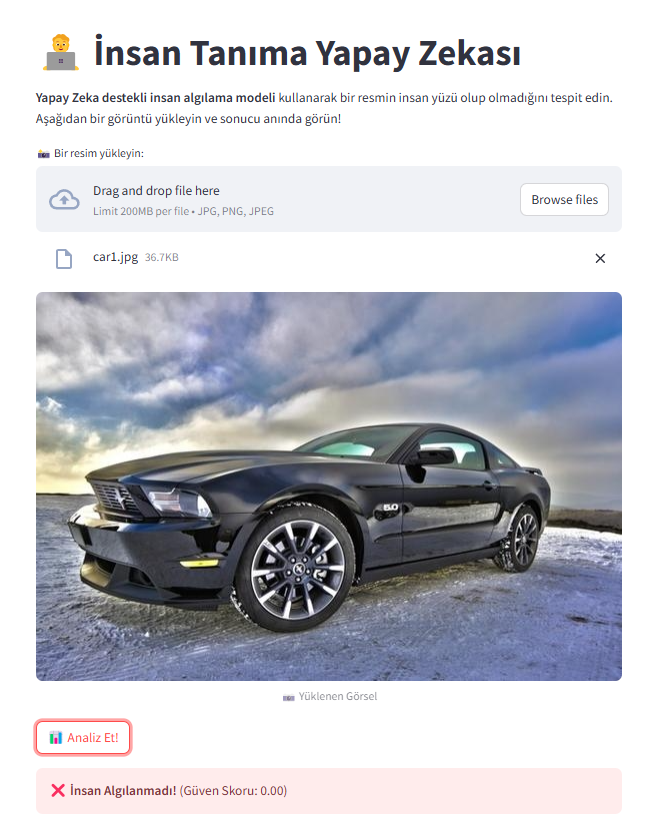 İnsan Tanıma Yapay Zekası
Yapay Zeka destekli insan algılama modeli kullanarak bir resmin insan yüzü olup olmadığını tespit edin.
Aşağıdan bir görüntü yükleyin ve sonucu anında görün!
Bir resim yükleyin:
Drag and drop file here
Limit 200MB per file • JPG, PNG, JPEG
Browse files
car1.jpg 36.7KB
5.0
Yüklenen Görsel
Analiz Et!
İnsan Algılanmadı! (Güven Skoru: 0.00)